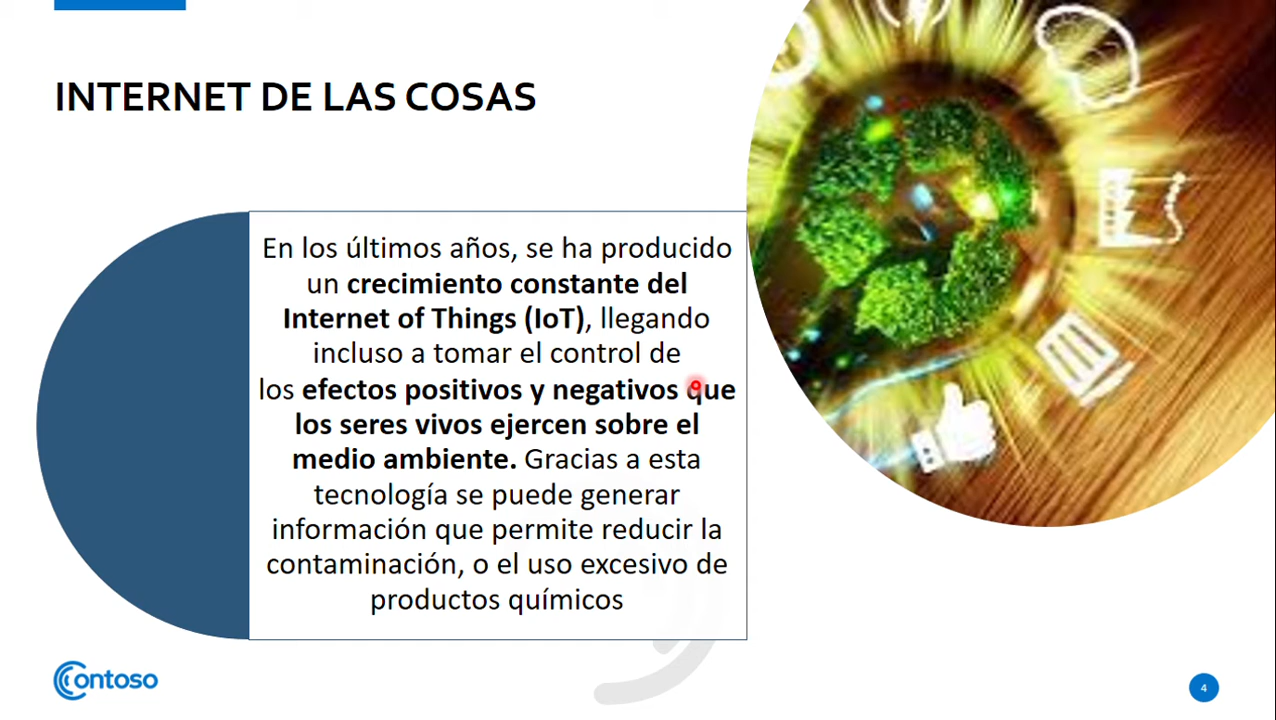 INTERNET DE LAS COSAS
En los últimos años, se ha producido
un crecimiento constante del
Internet of Things (IoT), llegando
incluso a tomar el control de
los efectos positivos y negativos que
los seres vivos ejercen sobre el
medio ambiente. Gracias a esta
tecnología se puede generar
información que permite reducir la
contaminación, o el uso excesivo de
productos químicos
Contoso
4